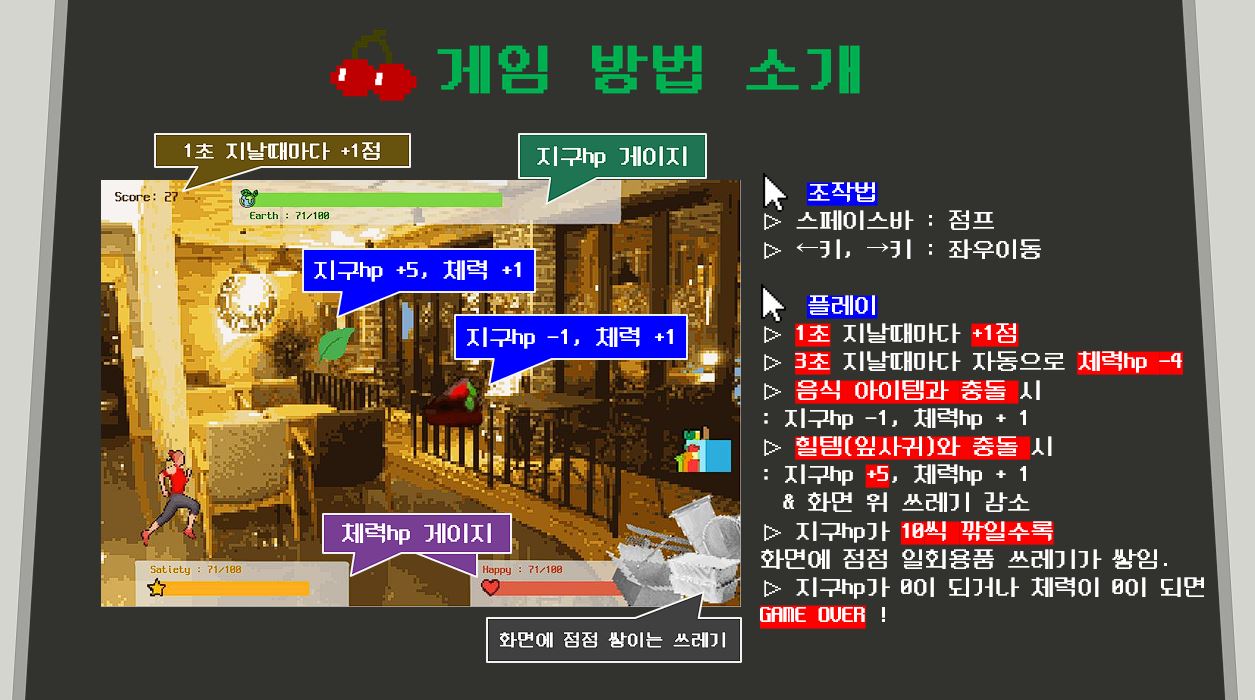 게임 방법 소개
1초 지날때마다 +1점
지구hp 게이지
Score: 27
Earth : 71/100
지구hp +5, 체력 +1
지구hp -1, 체력 +1
체력hp 게이지
Satiety : 71/100
Happy : 71/100
화면에 점점 쌓이는 쓰레기
조작법
▷ 스페이스바 : 점프
▷ ←키, →키 : 좌우이동
플레이
▷ 1초 지날때마다 +1점
▷ 3초 지날때마다 자동으로 체력hp -4
▷ 음식 아이템과 충돌 시
: 지구hp -1, 체력hp + 1
▷ 힐템(잎사귀)와 충돌 시
: 지구hp +5, 체력hp + 1
& 화면 위 쓰레기 감소
▷ 지구hp가 10씩 깎일수록
화면에 점점 일회용품 쓰레기가 쌓임.
▷ 지구hp가 0이 되거나 체력이 0이 되면
GAME OVER !